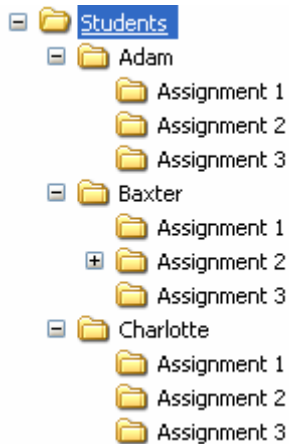 Students
Adam
Assignment 1
Assignment 2
Assignment 3
Baxter
Assignment 1
Assignment 2
Assignment 3
Charlotte
Assignment 1
Assignment 2
Assignment 3